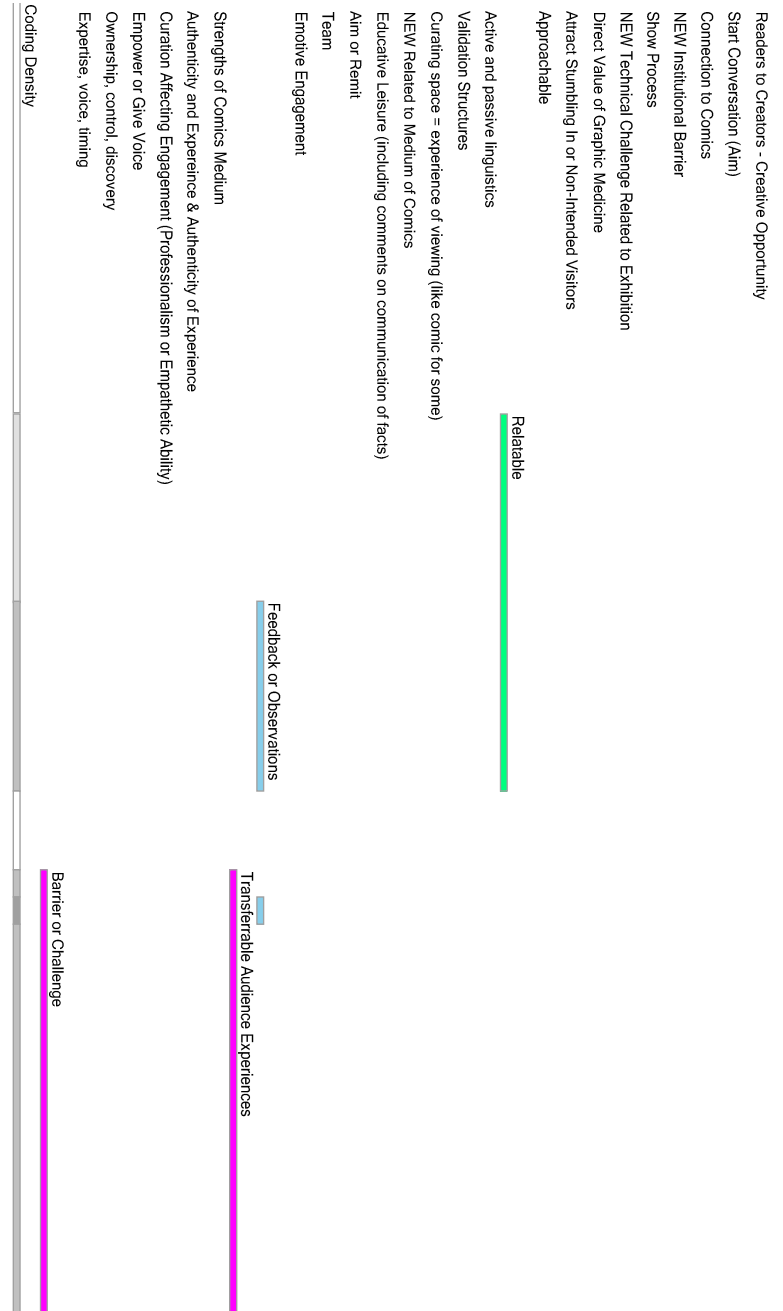 Readers to Creators - Creative Opportunity
Start Conversation (Aim)
Connection to Comics
NEW Institutional Barrier
Show Process
NEW Technical Challenge Related to Exhibition
Direct Value of Graphic Medicine
Attract Stumbling In or Non-Intended Visitors
Approachable
Relatable
Active and passive linguistics
Validation Structures
Curating space = experience of viewing (like comic for some)
NEW Related to Medium of Comics
Educative Leisure (including comments on communication of facts)
Aim or Remit
Team
Emotive Engagement
Feedback or Observations
Transferrable Audience Experiences
Strengths of Comics Medium
Authenticity and Expereince & Authenticity of Experience
Curation Affecting Engagement (Professionalism or Empathetic Ability)
Empower or Give Voice
Ownership, control, discovery
Expertise, voice, timing
Barrier or Challenge
Coding Density